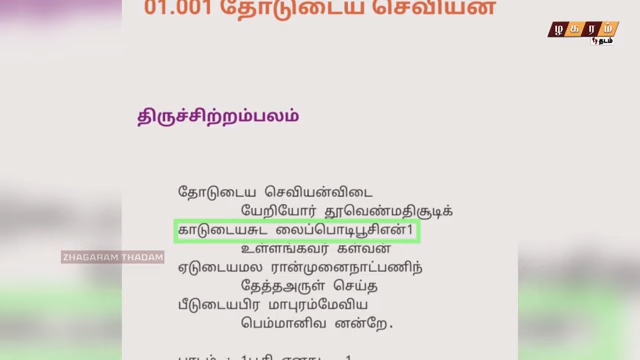 01.001 தோடுடைய செவியன்
ழகரம்
தடம்
திருச்சிற்றம்பலம்
தோடுடைய செவியன்விடை
யேறியோர் தூவெண்மதிசூடிக்
காடுடையசுட லைப்பொடிபூசிஎன்1
உள்ளங்கவர் கள்வன்
ZHAGARAM THADAM
ஏடுடையமல ரான்முனைநாட்பணிந்
தேத்தஅருள் செய்த
பீடுடையபிர மாபுரம்மேவிய
பெம்மானிவ னன்றே.